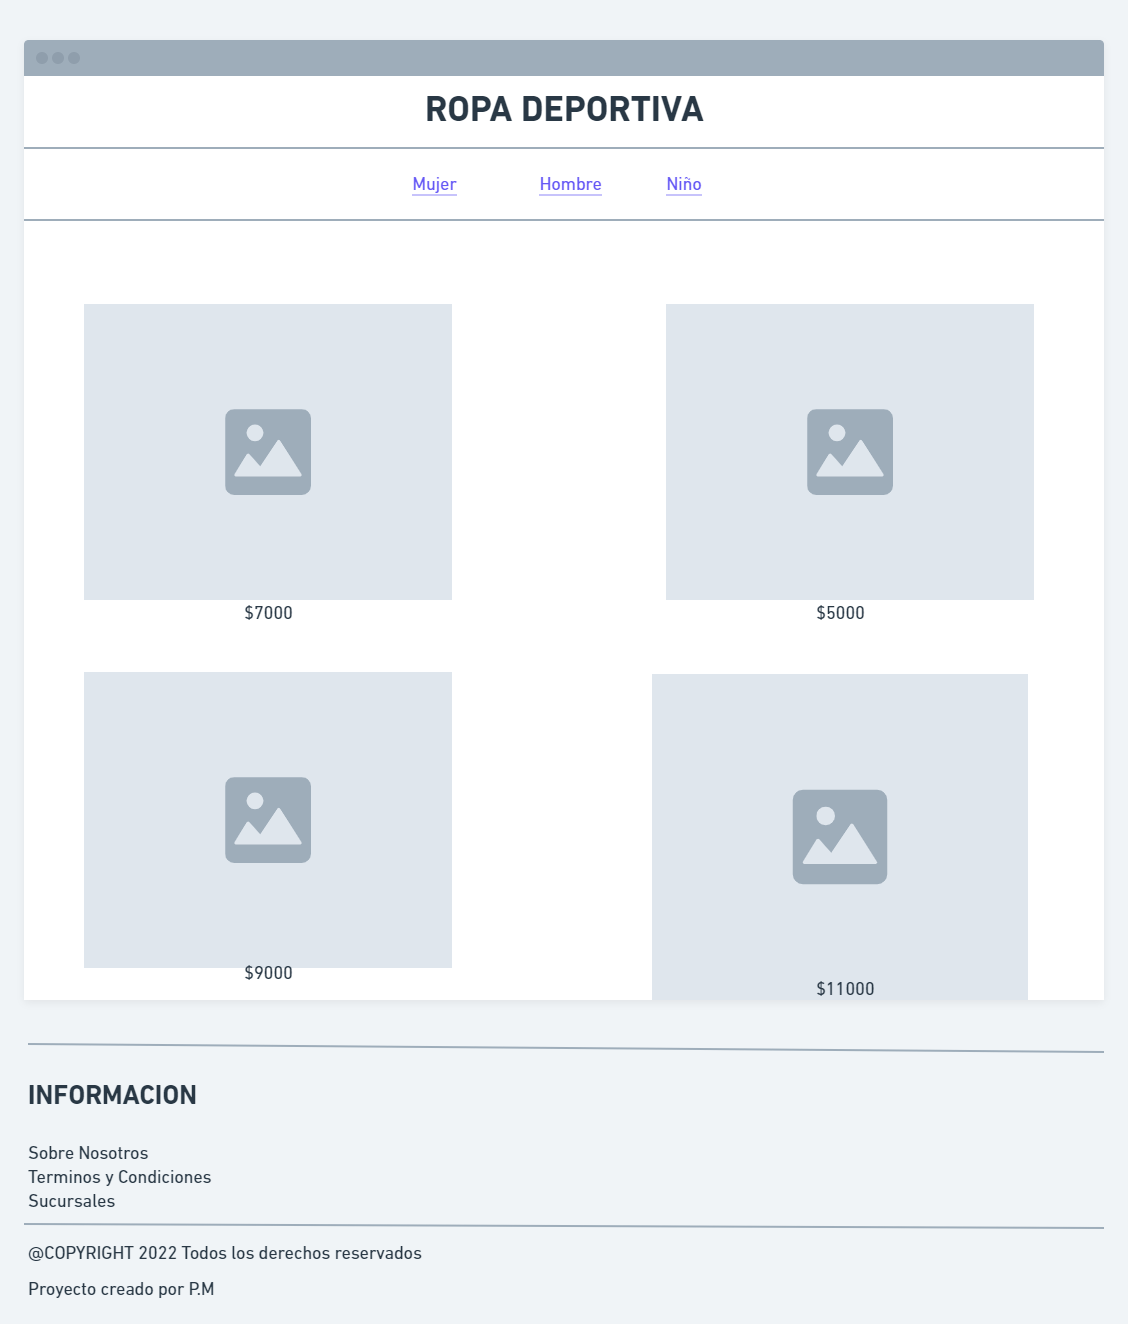 ROPA DEPORTIVA
Mujer Hombre Niño
$7000 $5000
$9000 $11000
INFORMACION
Sobre Nosotros
Terminos y Condiciones
Sucursales
@COPYRIGHT 2022 Todos los derechos reservados
Proyecto creado por P.M